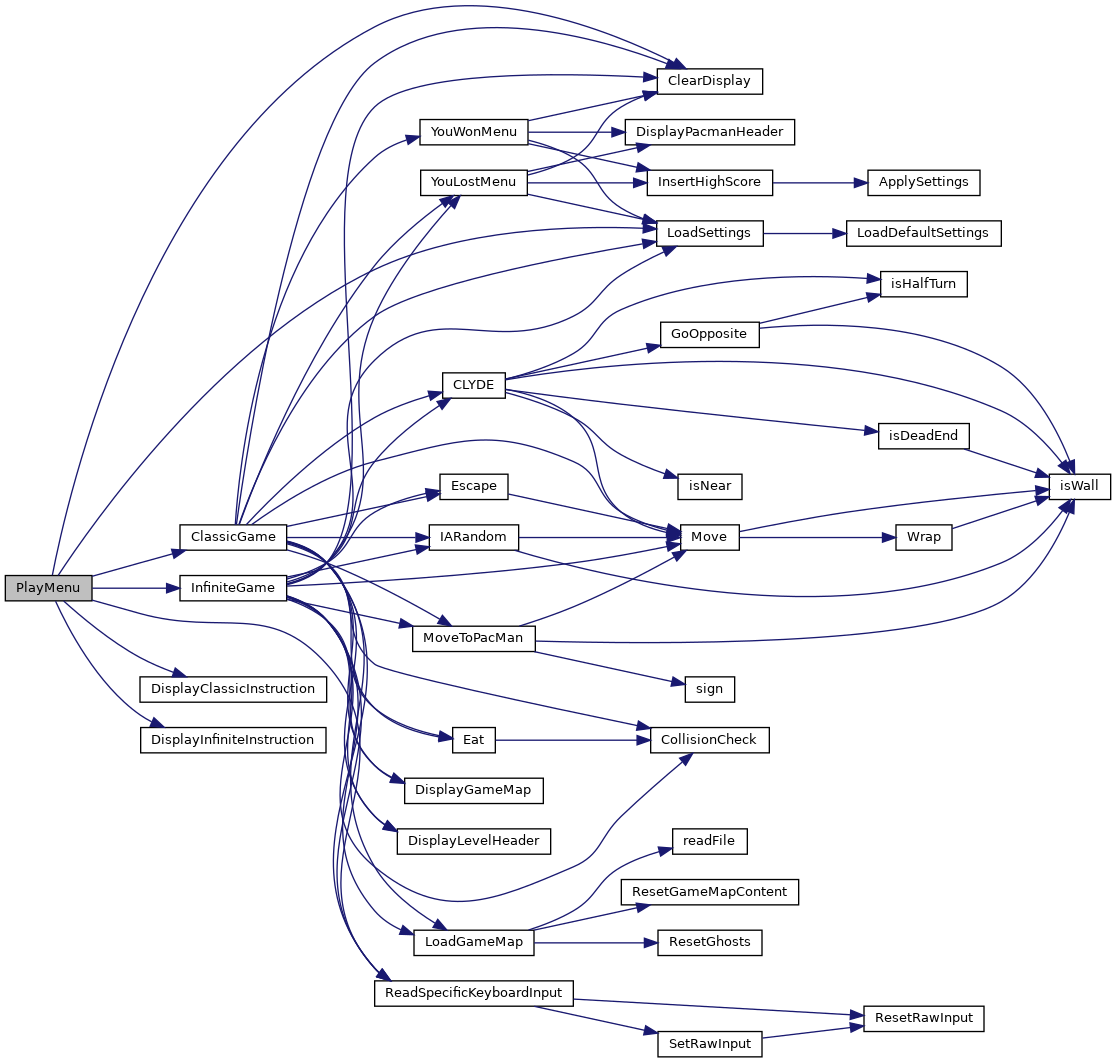 ClearDisplay
YouWonMenu
DisplayPacmanHeader
YouLostMenu
InsertHighScore
ApplySettings
LoadSettings
LoadDefaultSettings
isHalfTurn
GoOpposite
CLYDE
isDeadEnd
Escape
isNear
isWall
ClassicGame
IARandom
Move
Wrap
PlayMenu
InfiniteGame
MoveToPacMan
DisplayClassicInstruction
sign
DisplayInfiniteInstruction
Eat
CollisionCheck
DisplayGameMap
DisplayLevelHeader
readFile
ResetGameMapContent
LoadGameMap
ResetGhosts
ReadSpecificKeyboardInput
ResetRawInput
SetRawInput